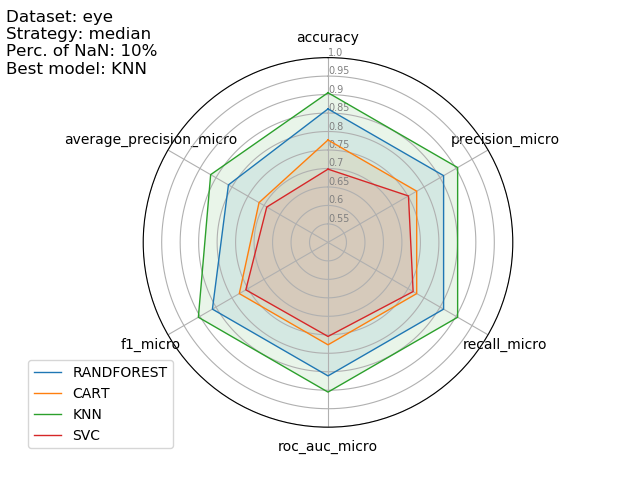 Dataset: eye
Strategy: median
Perc. of NaN: 10%
Best model: KNN
accuracy
1.0
0.95
0.9
0.85
0.8
0.75
0.7
0.65
0.6
0.55
average_precision_micro
precision_micro
f1_micro
recall_micro
roc_auc_micro
RANDFOREST
CART
KNN
SVC